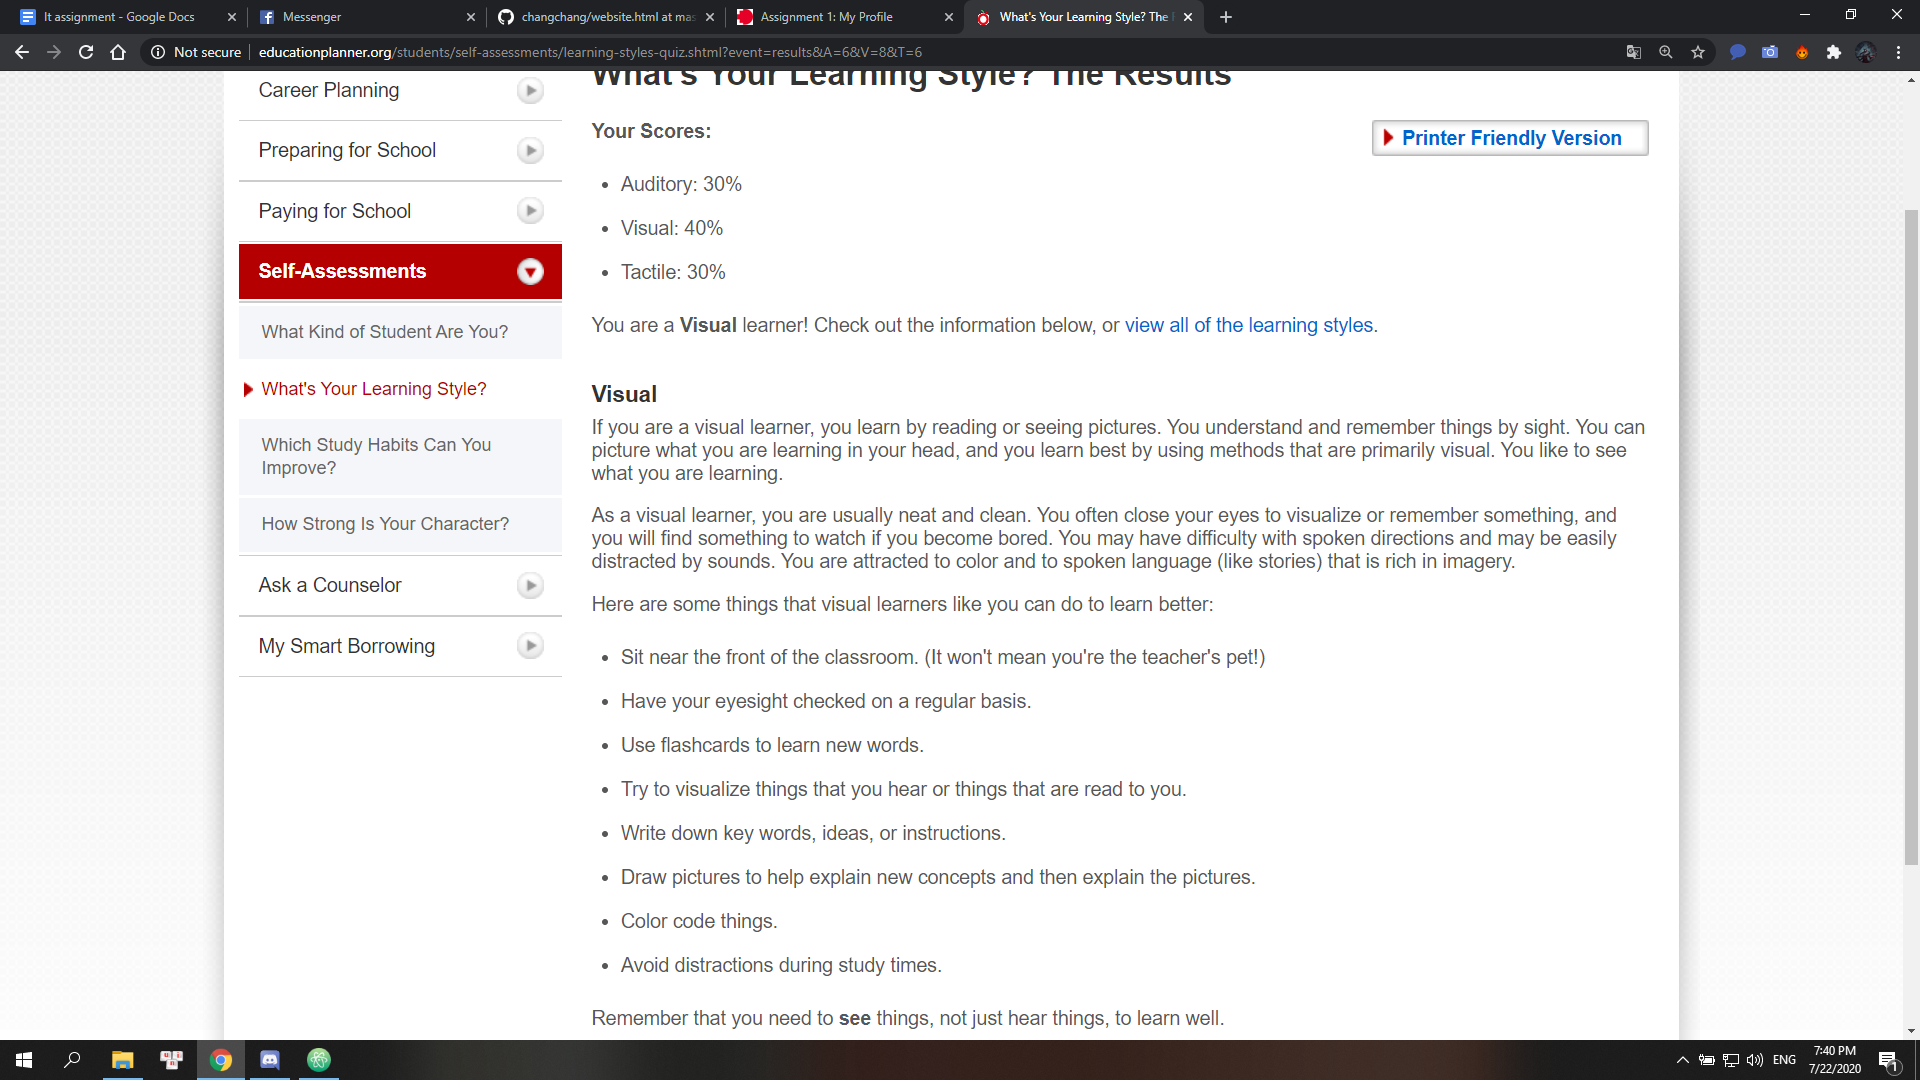 It assignment - Google Docs
Messenger
changchang/website.html at mas
Assignment 1: My Profile
What's Your Learning Style? The
Not secure
educationplanner.org/students/self-assessments/learning-styles-quiz.shtml?event=results&A=6&V=8&T=6
What's Your Learning Style? The Results
Career Planning
Preparing for School
Paying for School
Self-Assessments
What Kind of Student Are You?
What's Your Learning Style?
Which Study Habits Can You
Improve?
How Strong Is Your Character?
Ask a Counselor
My Smart Borrowing
Your Scores:
Printer Friendly Version
• Auditory: 30%
• Visual: 40%
• Tactile: 30%
You are a Visual learner! Check out the information below, or view all of the learning styles.
Visual
If you are a visual learner, you learn by reading or seeing pictures. You understand and remember things by sight. You can
picture what you are learning in your head, and you learn best by using methods that are primarily visual. You like to see
what you are learning.
As a visual learner, you are usually neat and clean. You often close your eyes to visualize or remember something, and
you will find something to watch if you become bored. You may have difficulty with spoken directions and may be easily
distracted by sounds. You are attracted to color and to spoken language (like stories) that is rich in imagery.
Here are some things that visual learners like you can do to learn better:
• Sit near the front of the classroom. (It won't mean you're the teacher's pet!)
• Have your eyesight checked on a regular basis.
• Use flashcards to learn new words.
• Try to visualize things that you hear or things that are read to you.
• Write down key words, ideas, or instructions.
• Draw pictures to help explain new concepts and then explain the pictures.
• Color code things.
• Avoid distractions during study times.
Remember that you need to see things, not just hear things, to learn well.
ENG
7:40 PM
7/22/2020
1